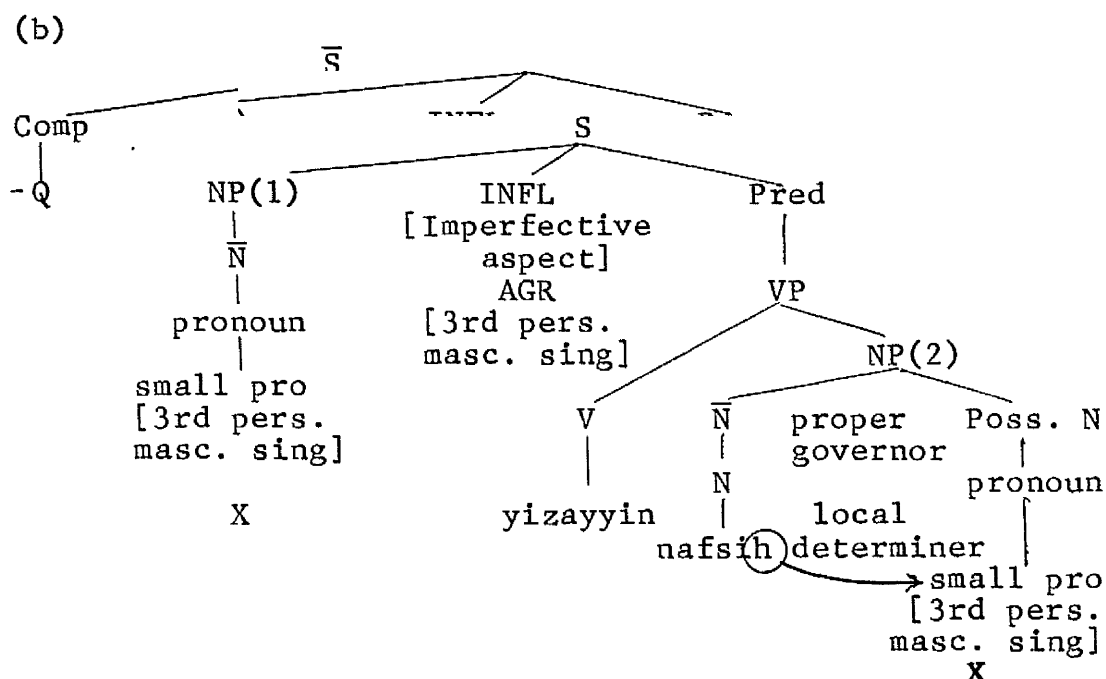 (b)
S̅
Comp S
-Q NP(1) INFL Pred
[Imperfective
N̅ aspect]
AGR VP
pronoun [3rd pers.
masc. sing] NP(2)
small pro
[3rd pers. V N̅ proper Poss. N
masc. sing] governor
N pronoun
X yizayyin local
nafsih determiner
small pro
[3rd pers.
masc. sing]
X